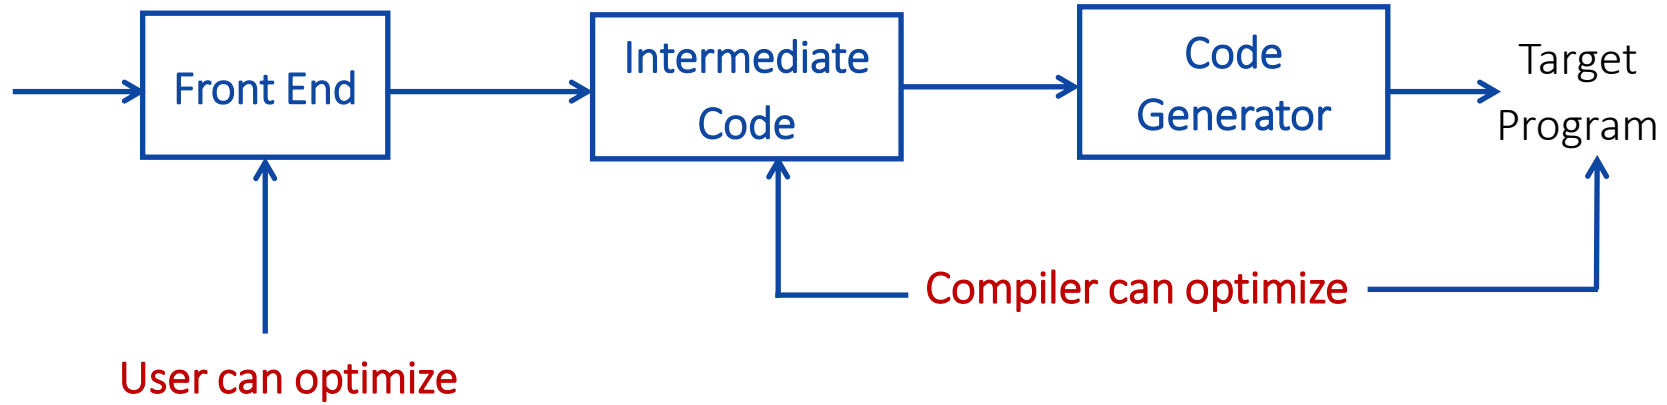 Front End
Intermediate
Code
Code
Generator
Target
Program
Compiler can optimize
User can optimize